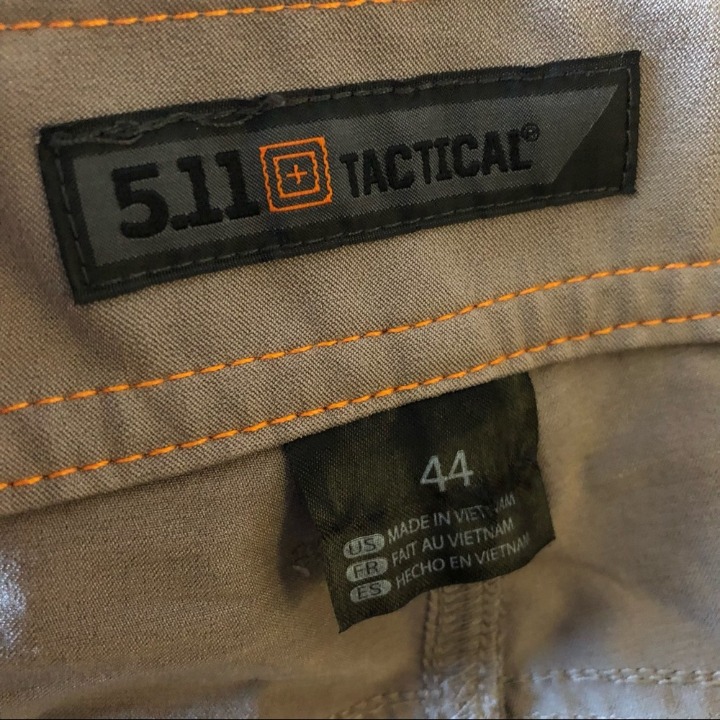 5.11 TACTICAL®
44
US MADE IN VIETNAM
FR FAIT AU VIETNAM
ES HECHO EN VIETNAM